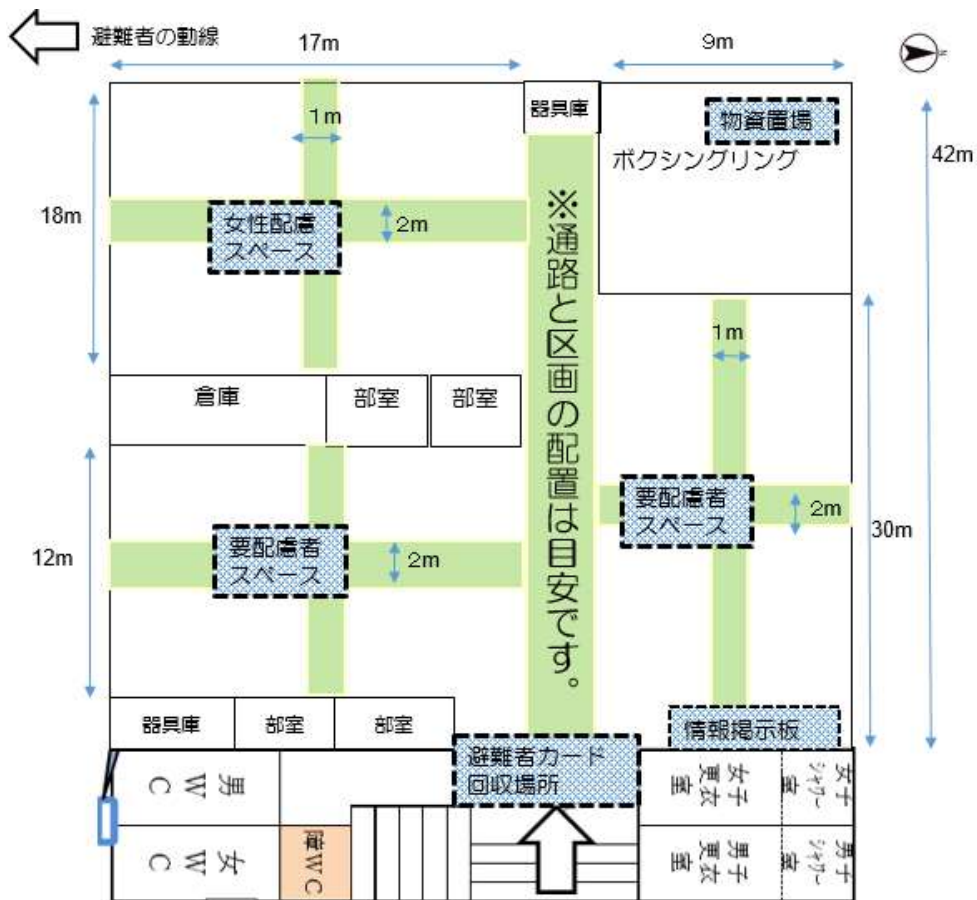 避難者の動線
17m
9m
N
器具庫
物資置場
1m
ボクシングリング
42m
18m
女性配慮
スペース
2m
※通路と区画の配置は目安です。
1m
倉庫
部室
部室
要配慮者
スペース
2m
30m
12m
要配慮者
スペース
2m
器具庫
部室
部室
情報掲示板
避難者カード
回収場所
男WC
女子
更衣
室
女子
シャワー
室
女WC
障WC
男子
更衣
室
男子
シャワー
室